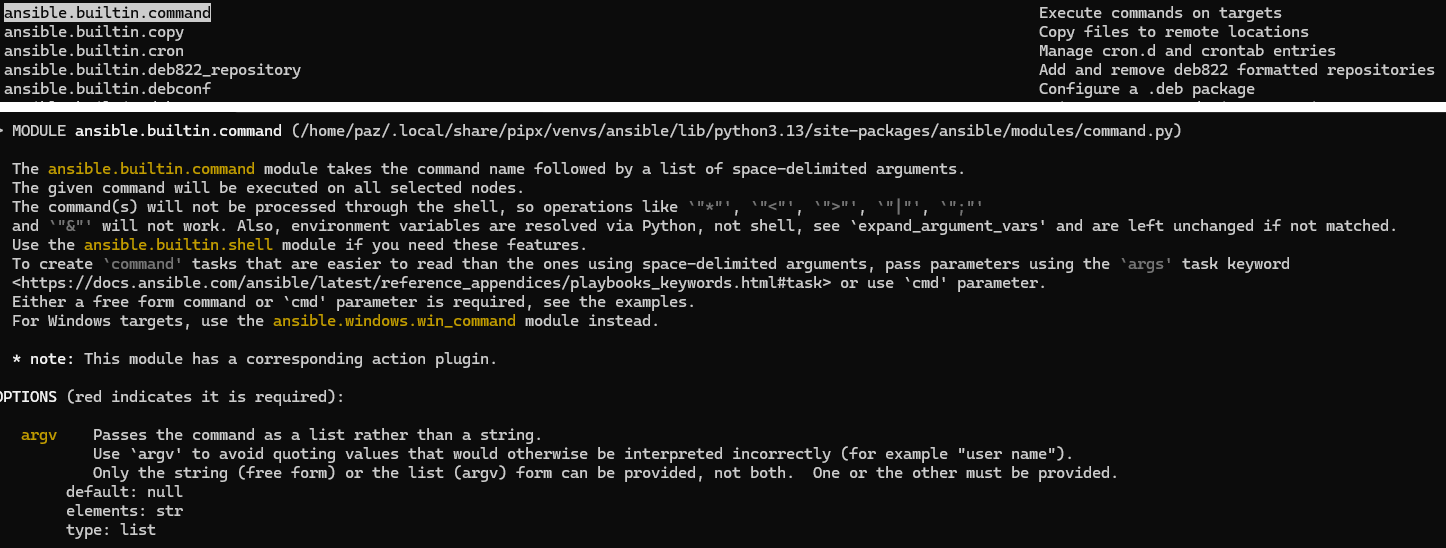 ansible.builtin.command Execute commands on targets
ansible.builtin.copy Copy files to remote locations
ansible.builtin.cron Manage cron.d and crontab entries
ansible.builtin.deb822_repository Add and remove deb822 formatted repositories
ansible.builtin.debconf Configure a .deb package
> MODULE ansible.builtin.command (/home/paz/.local/share/pipx/venvs/ansible/lib/python3.13/site-packages/ansible/modules/command.py)
The ansible.builtin.command module takes the command name followed by a list of space-delimited arguments.
The given command will be executed on all selected nodes.
The command(s) will not be processed through the shell, so operations like `"*"', `"<"', `">"', `"|"', `";"'
and `"&"' will not work. Also, environment variables are resolved via Python, not shell, see `expand_argument_vars' and are left unchanged if not matched.
Use the ansible.builtin.shell module if you need these features.
To create `command' tasks that are easier to read than the ones using space-delimited arguments, pass parameters using the `args' task keyword
<https://docs.ansible.com/ansible/latest/reference_appendices/playbooks_keywords.html#task> or use `cmd' parameter.
Either a free form command or `cmd' parameter is required, see the examples.
For Windows targets, use the ansible.windows.win_command module instead.
* note: This module has a corresponding action plugin.
OPTIONS (red indicates it is required):
argv Passes the command as a list rather than a string.
Use `argv' to avoid quoting values that would otherwise be interpreted incorrectly (for example "user name").
Only the string (free form) or the list (argv) form can be provided, not both. One or the other must be provided.
default: null
elements: str
type: list